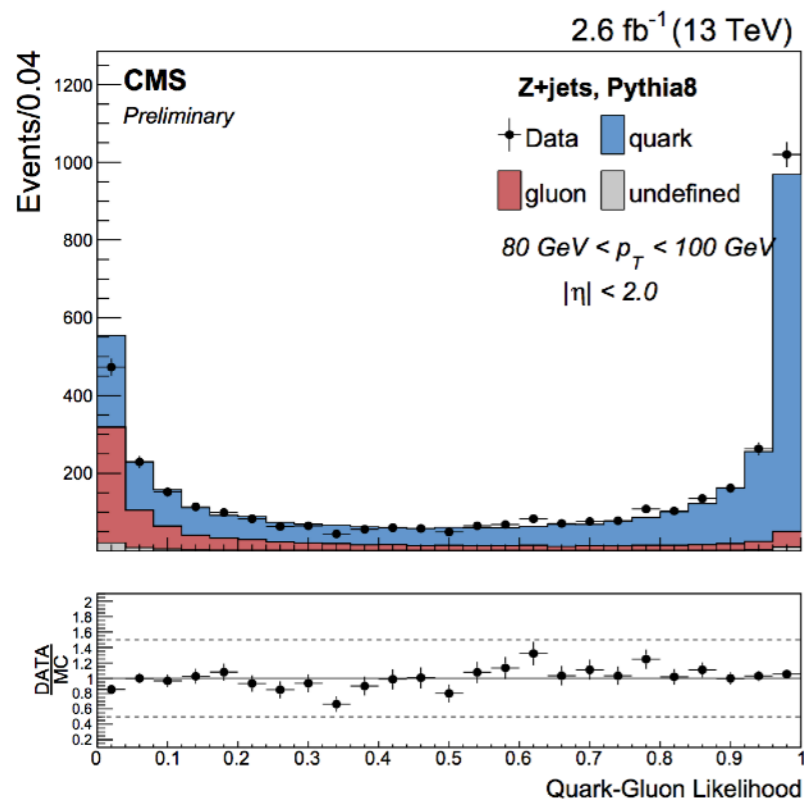 2.6 fb⁻¹ (13 TeV)
Events/0.04
CMS
Preliminary
Z+jets, Pythia8
Data
quark
gluon
undefined
80 GeV < p_T < 100 GeV
|η| < 2.0
1200
1000
800
600
400
200
DATA
MC
2
1.8
1.6
1.4
1.2
1
0.8
0.6
0.4
0.2
0 0.1 0.2 0.3 0.4 0.5 0.6 0.7 0.8 0.9 1
Quark-Gluon Likelihood